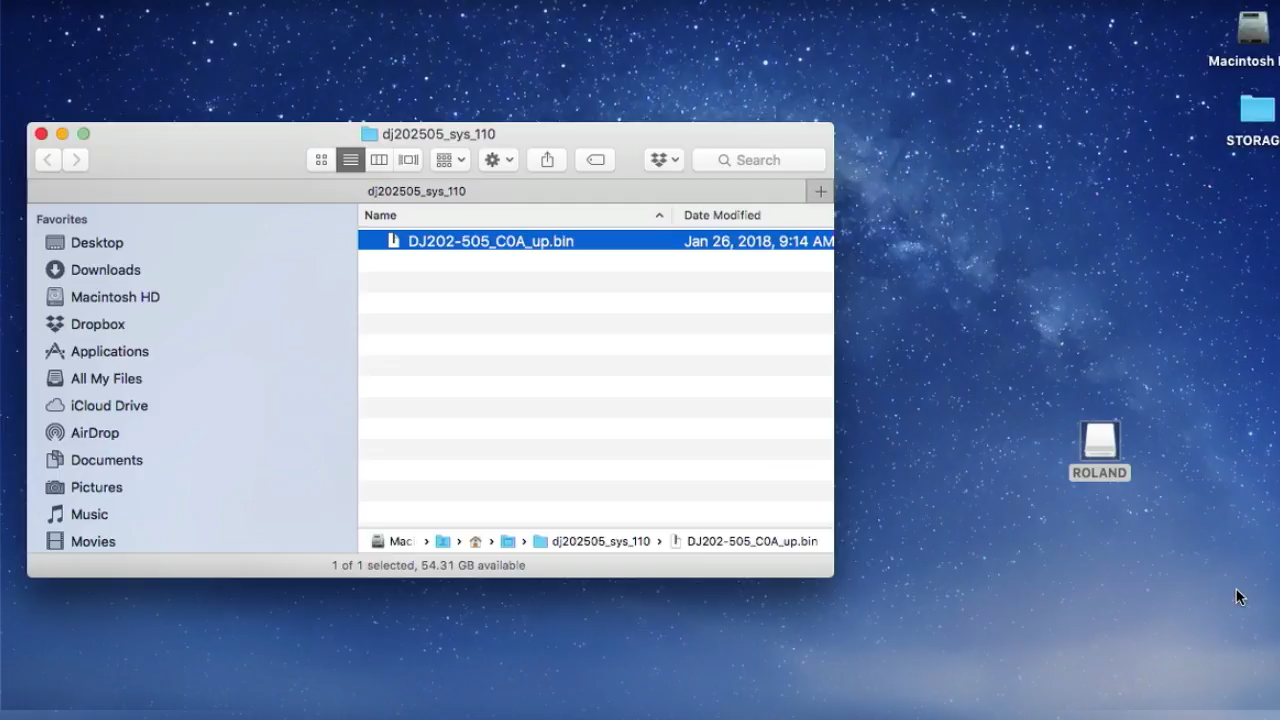 Macintosh
STORAG
dj202505_sys_110
Search
dj202505_sys_110
Favorites
Desktop
Downloads
Macintosh HD
Dropbox
Applications
All My Files
iCloud Drive
AirDrop
Documents
Pictures
Music
Movies
Name
Date Modified
DJ202-505_C0A_up.bin
Jan 26, 2018, 9:14 AM
ROLAND
Mac
dj202505_sys_110
DJ202-505_C0A_up.bin
1 of 1 selected, 54.31 GB available